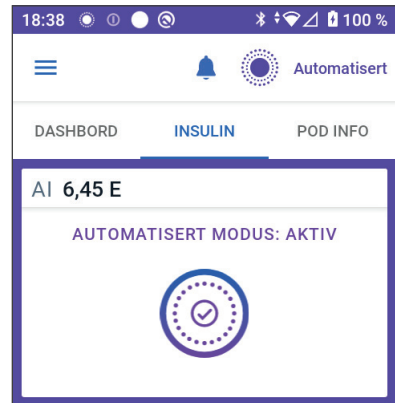 18:38 100 %
Automatisert
DASHBORD INSULIN POD INFO
AI 6,45 E
AUTOMATISERT MODUS: AKTIV